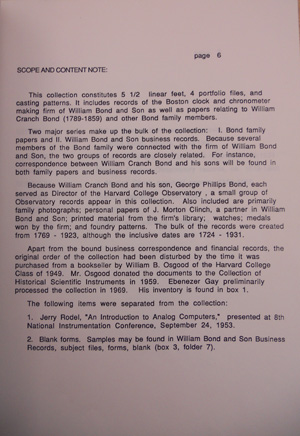 page 6
SCOPE AND CONTENT NOTE:
This collection constitutes 5 1/2 linear feet, 4 portfolio files, and
casting patterns. It includes records of the Boston clock and chronometer
making firm of William Bond and Son as well as papers relating to William
Cranch Bond (1789-1859) and other Bond family members.
Two major series make up the bulk of the collection: I. Bond family
papers and II. William Bond and Son business records. Because several
members of the Bond family were connected with the firm of William Bond
and Son, the two groups of records are closely related. For instance,
correspondence between William Cranch Bond and his sons will be found in
both family papers and business records.
Because William Cranch Bond and his son, George Phillips Bond, each
served as Director of the Harvard College Observatory , a small group of
Observatory records appear in this collection. Also included are primarily
family photographs; personal papers of J. Morton Clinch, a partner in William
Bond and Son; printed material from the firm's library; watches; medals
won by the firm; and foundry patterns. The bulk of the records were created
from 1769 - 1923, although the inclusive dates are 1724 - 1931.
Apart from the bound business correspondence and financial records, the
original order of the collection had been disturbed by the time it was
purchased from a bookseller by William B. Osgood of the Harvard College
Class of 1949. Mr. Osgood donated the documents to the Collection of
Historical Scientific Instruments in 1959. Ebenezer Gay preliminarily
processed the collection in 1969. His inventory is found in box 1.
The following items were separated from the collection:
1. Jerry Rodel, "An Introduction to Analog Computers," presented at 8th
National Instrumentation Conference, September 24, 1953.
2. Blank forms. Samples may be found in William Bond and Son Business
Records, subject files, forms, blank (box 3, folder 7).